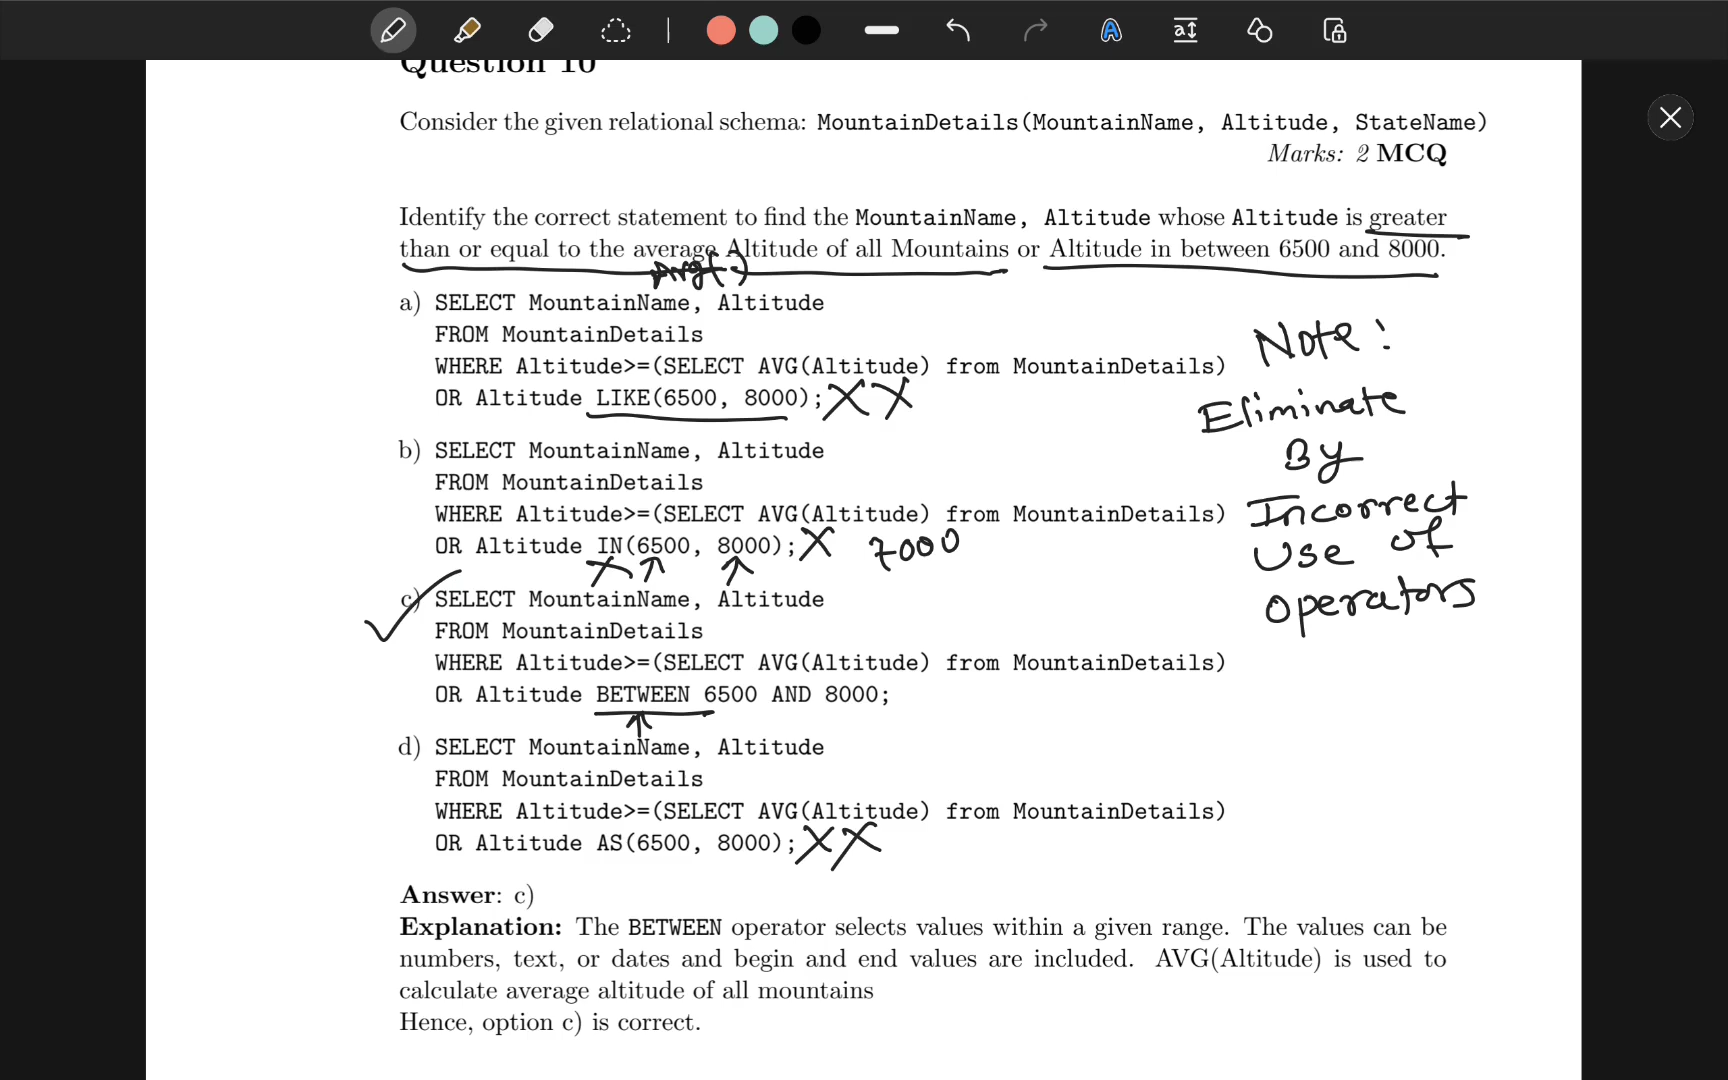 Question 10
Consider the given relational schema: MountainDetails(MountainName, Altitude, StateName)
Marks: 2 MCQ
Identify the correct statement to find the MountainName, Altitude whose Altitude is greater
than or equal to the average Altitude of all Mountains or Altitude in between 6500 and 8000.
Avg(.)
a) SELECT MountainName, Altitude
FROM MountainDetails
WHERE Altitude>=(SELECT AVG(Altitude) from MountainDetails)
OR Altitude LIKE(6500, 8000); X X
b) SELECT MountainName, Altitude
FROM MountainDetails
WHERE Altitude>=(SELECT AVG(Altitude) from MountainDetails)
OR Altitude IN(6500, 8000); X 7000
c) SELECT MountainName, Altitude
FROM MountainDetails
WHERE Altitude>=(SELECT AVG(Altitude) from MountainDetails)
OR Altitude BETWEEN 6500 AND 8000;
d) SELECT MountainName, Altitude
FROM MountainDetails
WHERE Altitude>=(SELECT AVG(Altitude) from MountainDetails)
OR Altitude AS(6500, 8000); X X
Note:
Eliminate
By
Incorrect
Use of
operators
Answer: c)
Explanation: The BETWEEN operator selects values within a given range. The values can be
numbers, text, or dates and begin and end values are included. AVG(Altitude) is used to
calculate average altitude of all mountains
Hence, option c) is correct.